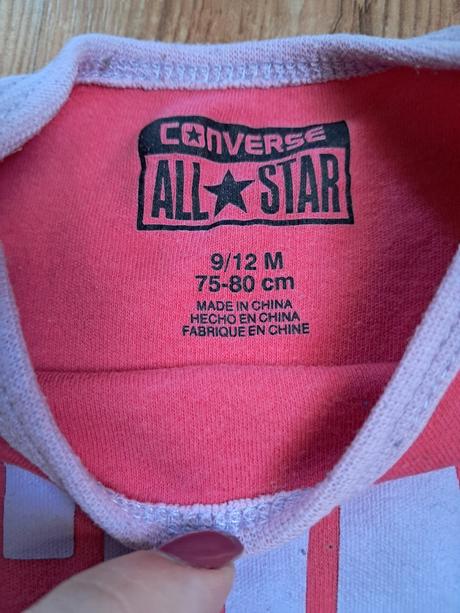 CONVERSE
ALL★STAR
9/12 M
75-80 cm
MADE IN CHINA
HECHO EN CHINA
FABRIQUE EN CHINE